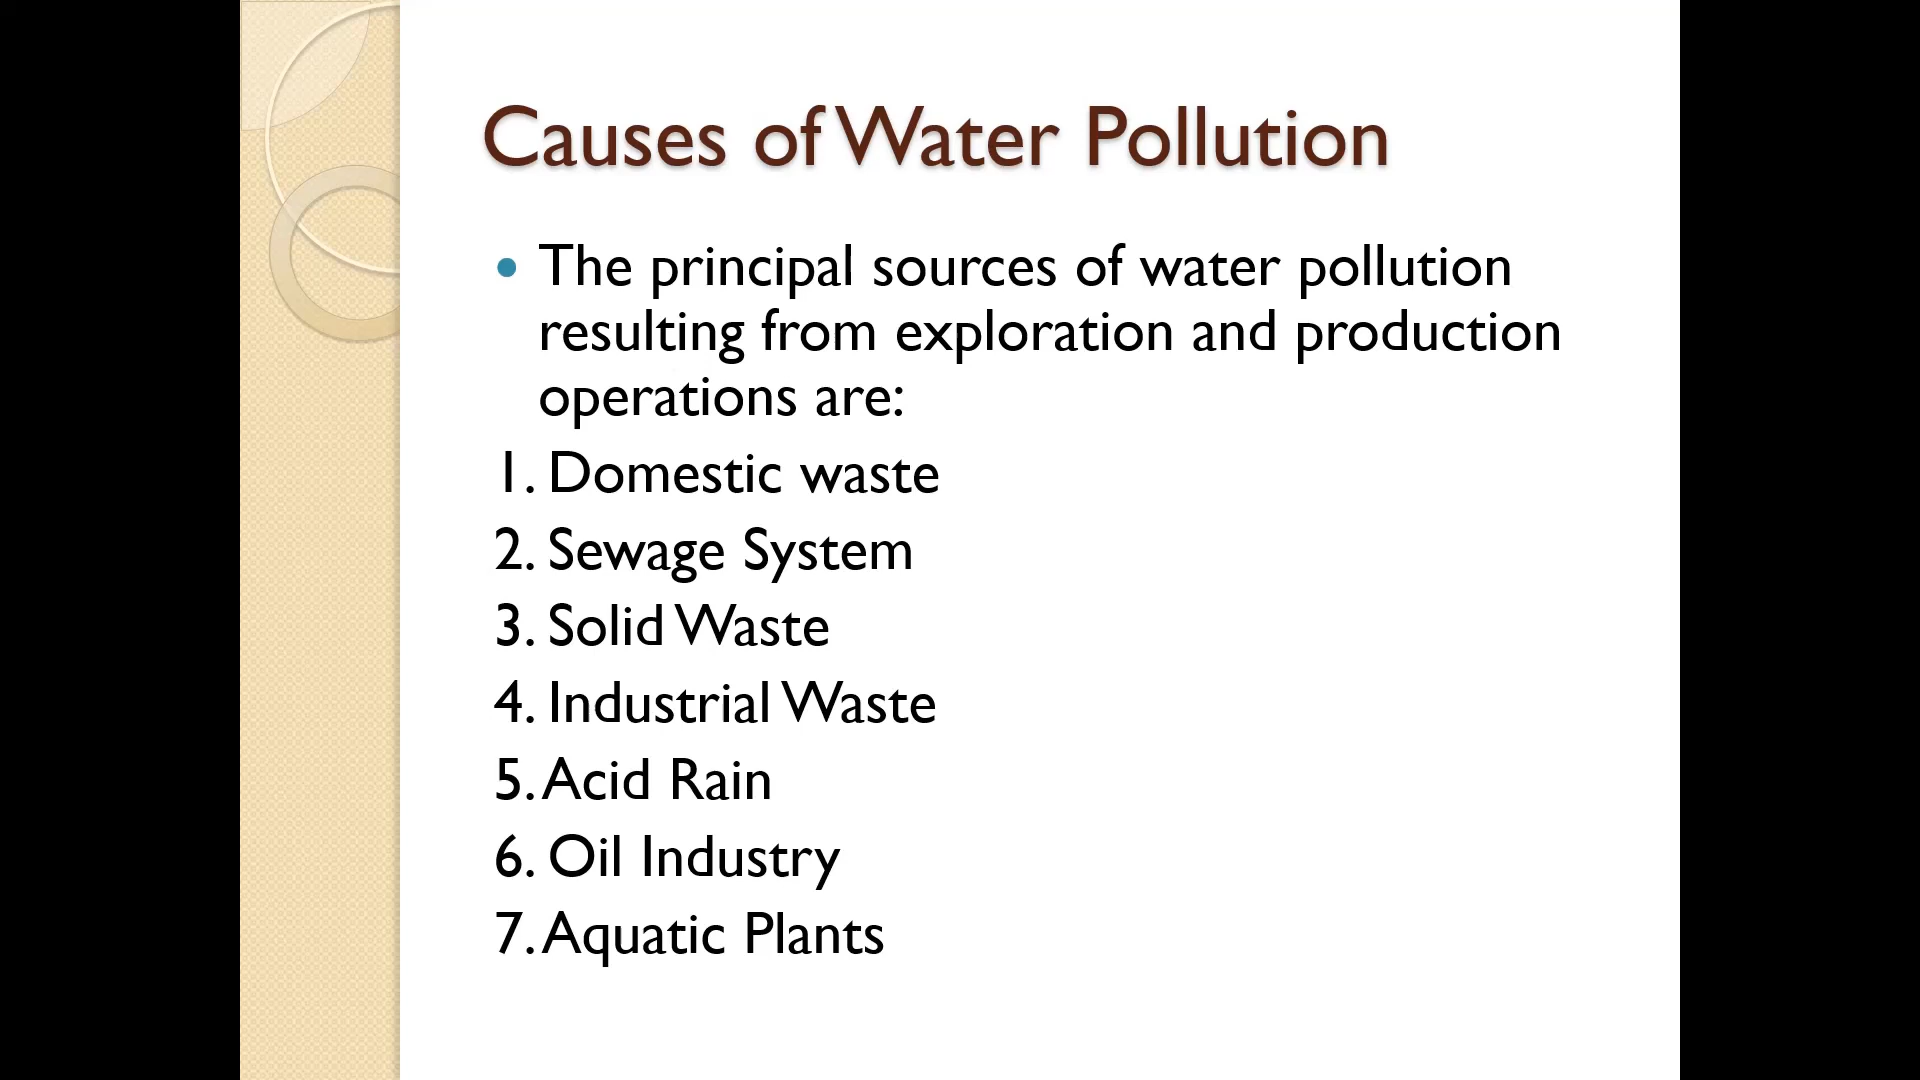 Causes of Water Pollution
• The principal sources of water pollution
resulting from exploration and production
operations are:
1. Domestic waste
2. Sewage System
3. Solid Waste
4. Industrial Waste
5. Acid Rain
6. Oil Industry
7. Aquatic Plants